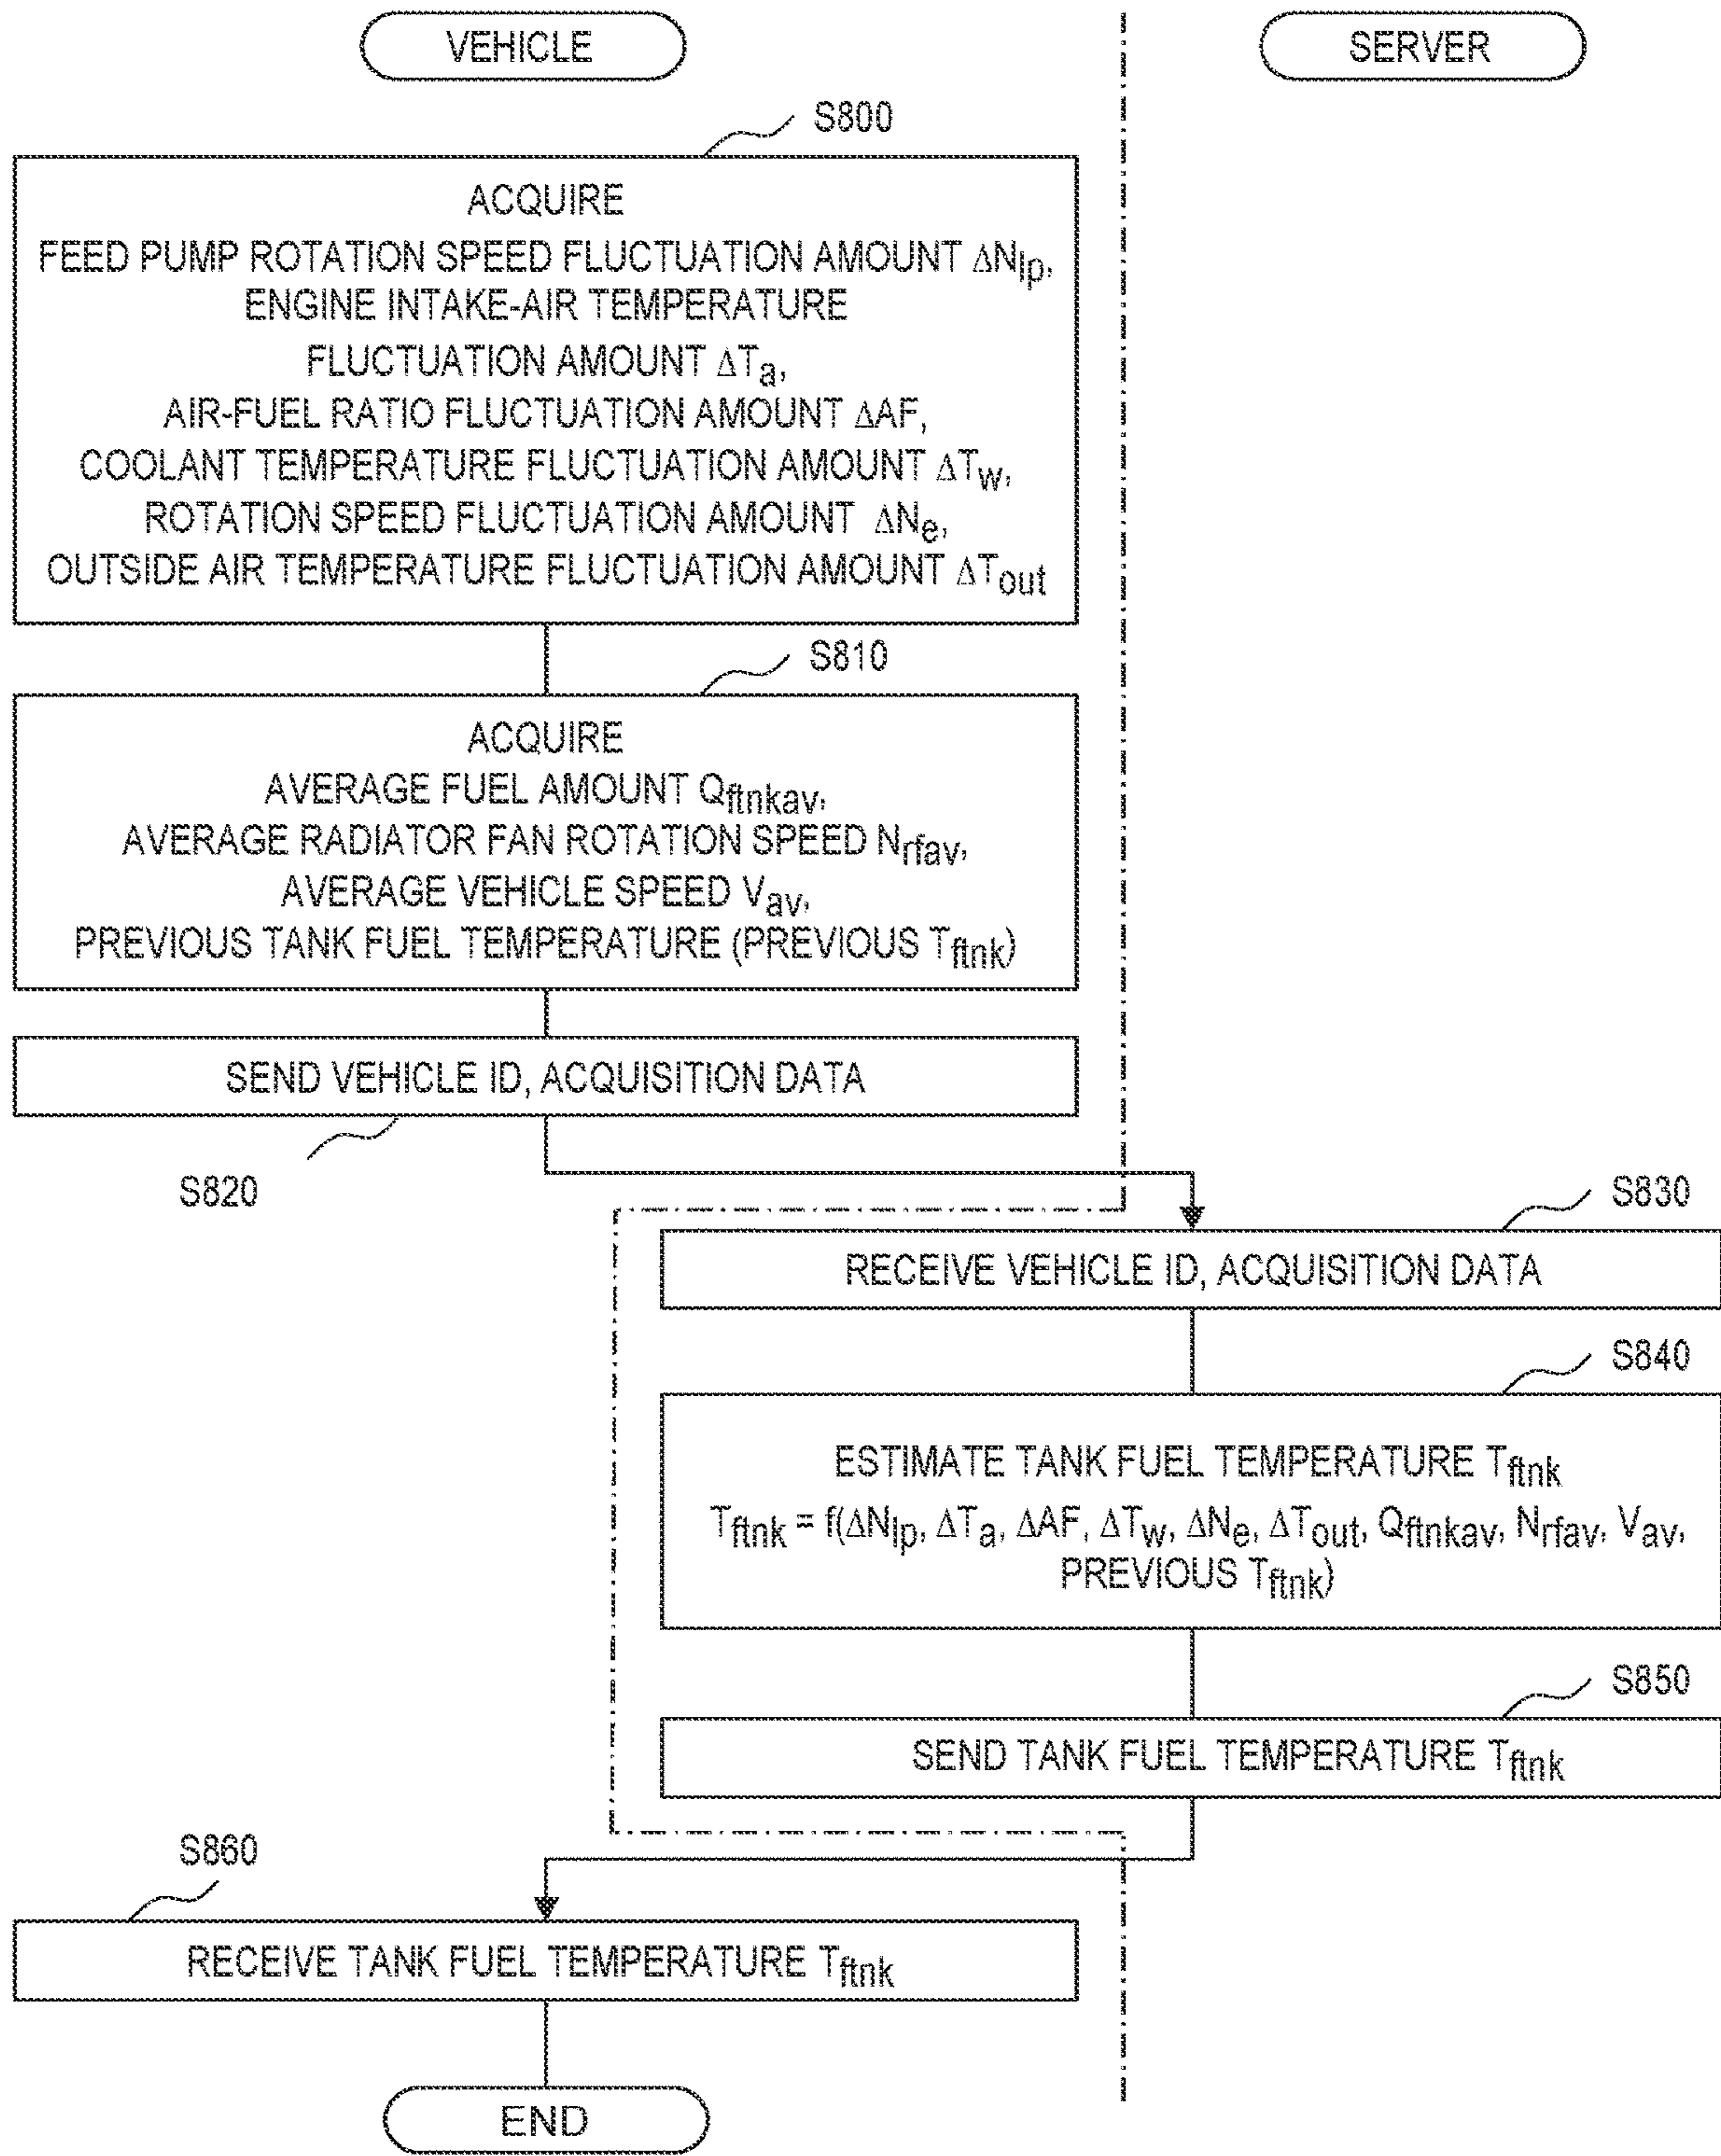 VEHICLE
SERVER
S800
ACQUIRE
FEED PUMP ROTATION SPEED FLUCTUATION AMOUNT ΔNlp,
ENGINE INTAKE-AIR TEMPERATURE
FLUCTUATION AMOUNT ΔTa,
AIR-FUEL RATIO FLUCTUATION AMOUNT ΔAF,
COOLANT TEMPERATURE FLUCTUATION AMOUNT ΔTw,
ROTATION SPEED FLUCTUATION AMOUNT ΔNe,
OUTSIDE AIR TEMPERATURE FLUCTUATION AMOUNT ΔTout
S810
ACQUIRE
AVERAGE FUEL AMOUNT Qftnkav,
AVERAGE RADIATOR FAN ROTATION SPEED Nrfav,
AVERAGE VEHICLE SPEED Vav,
PREVIOUS TANK FUEL TEMPERATURE (PREVIOUS Tftnk)
SEND VEHICLE ID, ACQUISITION DATA
S820
S830
RECEIVE VEHICLE ID, ACQUISITION DATA
S840
ESTIMATE TANK FUEL TEMPERATURE Tftnk
Tftnk = f(ΔNlp, ΔTa, ΔAF, ΔTw, ΔNe, ΔTout, Qftnkav, Nrfav, Vav,
PREVIOUS Tftnk)
S850
SEND TANK FUEL TEMPERATURE Tftnk
S860
RECEIVE TANK FUEL TEMPERATURE Tftnk
END